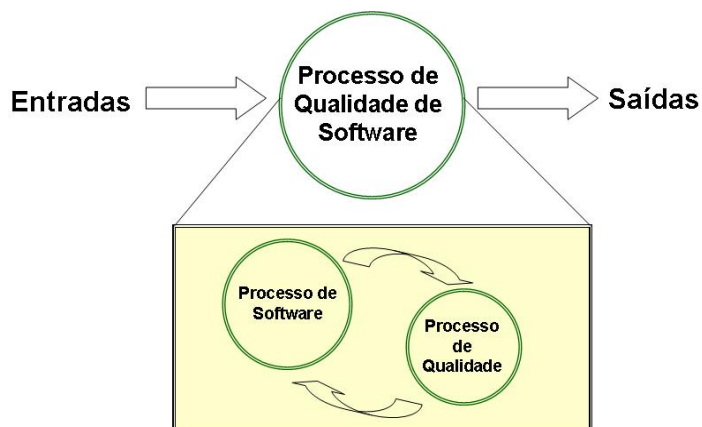 Entradas
Processo de
Qualidade de
Software
Saídas
Processo de
Software
Processo
de
Qualidade